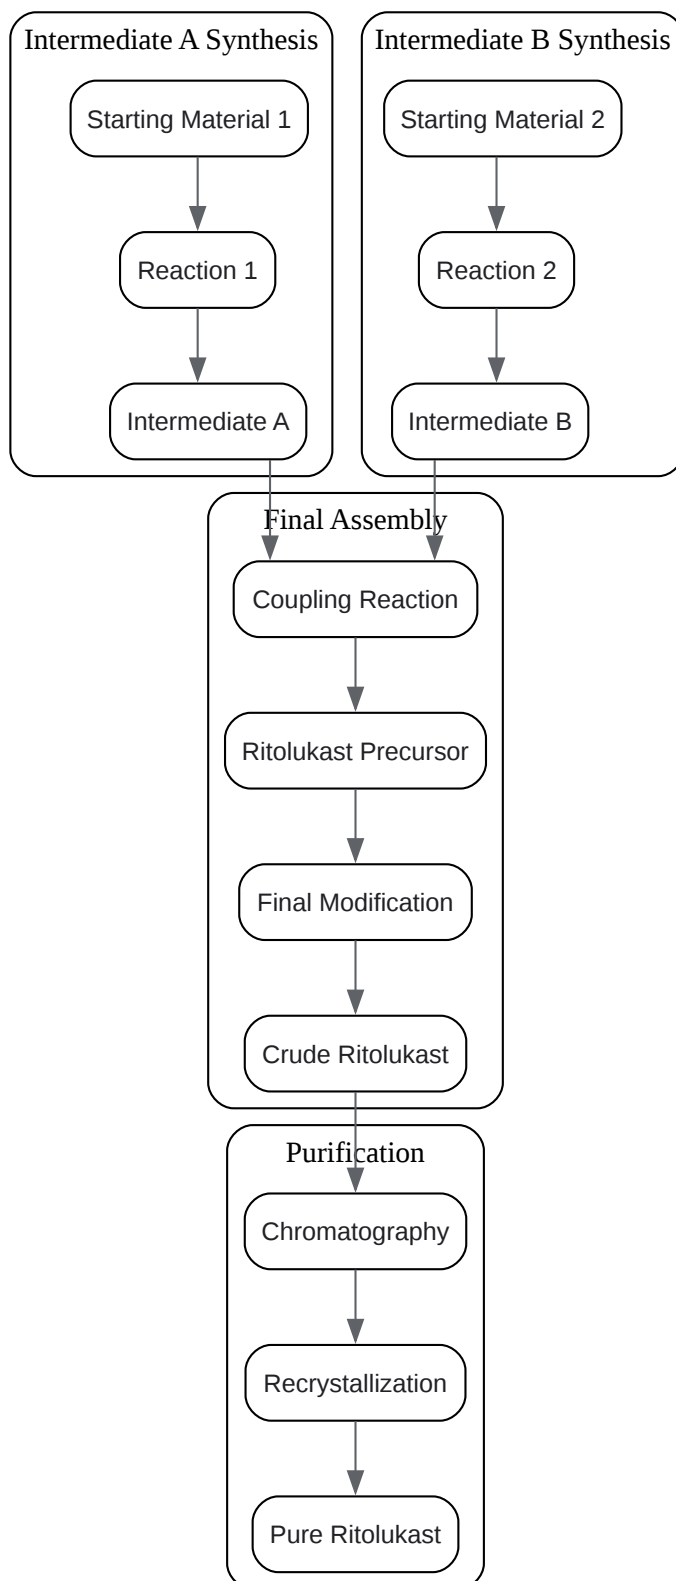 Intermediate A Synthesis
Starting Material 1
Reaction 1
Intermediate A
Intermediate B Synthesis
Starting Material 2
Reaction 2
Intermediate B
Final Assembly
Coupling Reaction
Ritolukast Precursor
Final Modification
Crude Ritolukast
Purification
Chromatography
Recrystallization
Pure Ritolukast